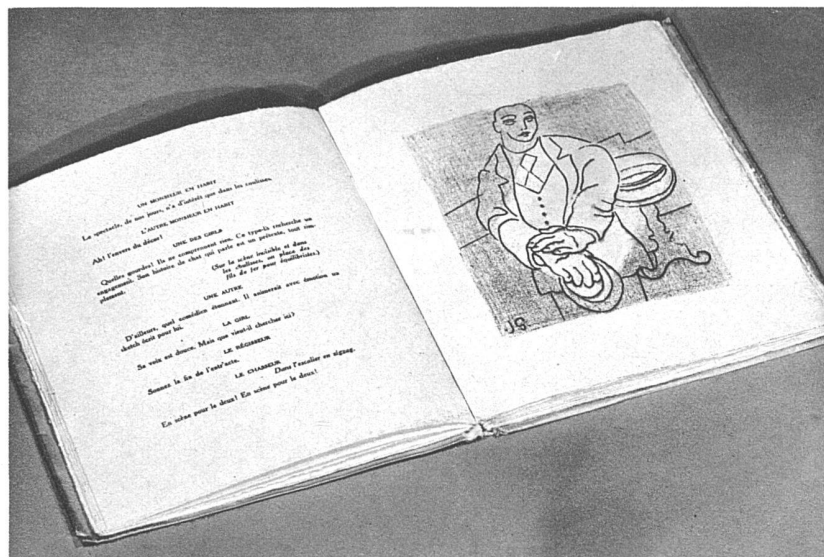 UN MONSIEUR EN HABIT
Le spectacle, de nos jours, n'a d'intérêt que dans les coulisses.
L'AUTRE MONSIEUR EN HABIT
Ah! l'envers du décor!
UNE DES GIRLS
Quelles gourdes! Ils ne comprennent rien. Ce type-là recherche un
engagement. Son histoire de chat qui parle est un prétexte, tout sim-
plement.
(Sur la scène invisible et dans
les coulisses, on place des
fils de fer pour équilibristes.)
UNE AUTRE
D'ailleurs, quel comédien étonnant. Il animerait avec émotion un
sketch écrit pour lui.
LA GIRL
Sa voix est douce. Mais que vient-il chercher ici?
LE RÉGISSEUR
Sonnez la fin de l'entr'acte.
LE CHASSEUR
Dans l'escalier en zigzag.
En scène pour le deux! En scène pour le deux!
JG